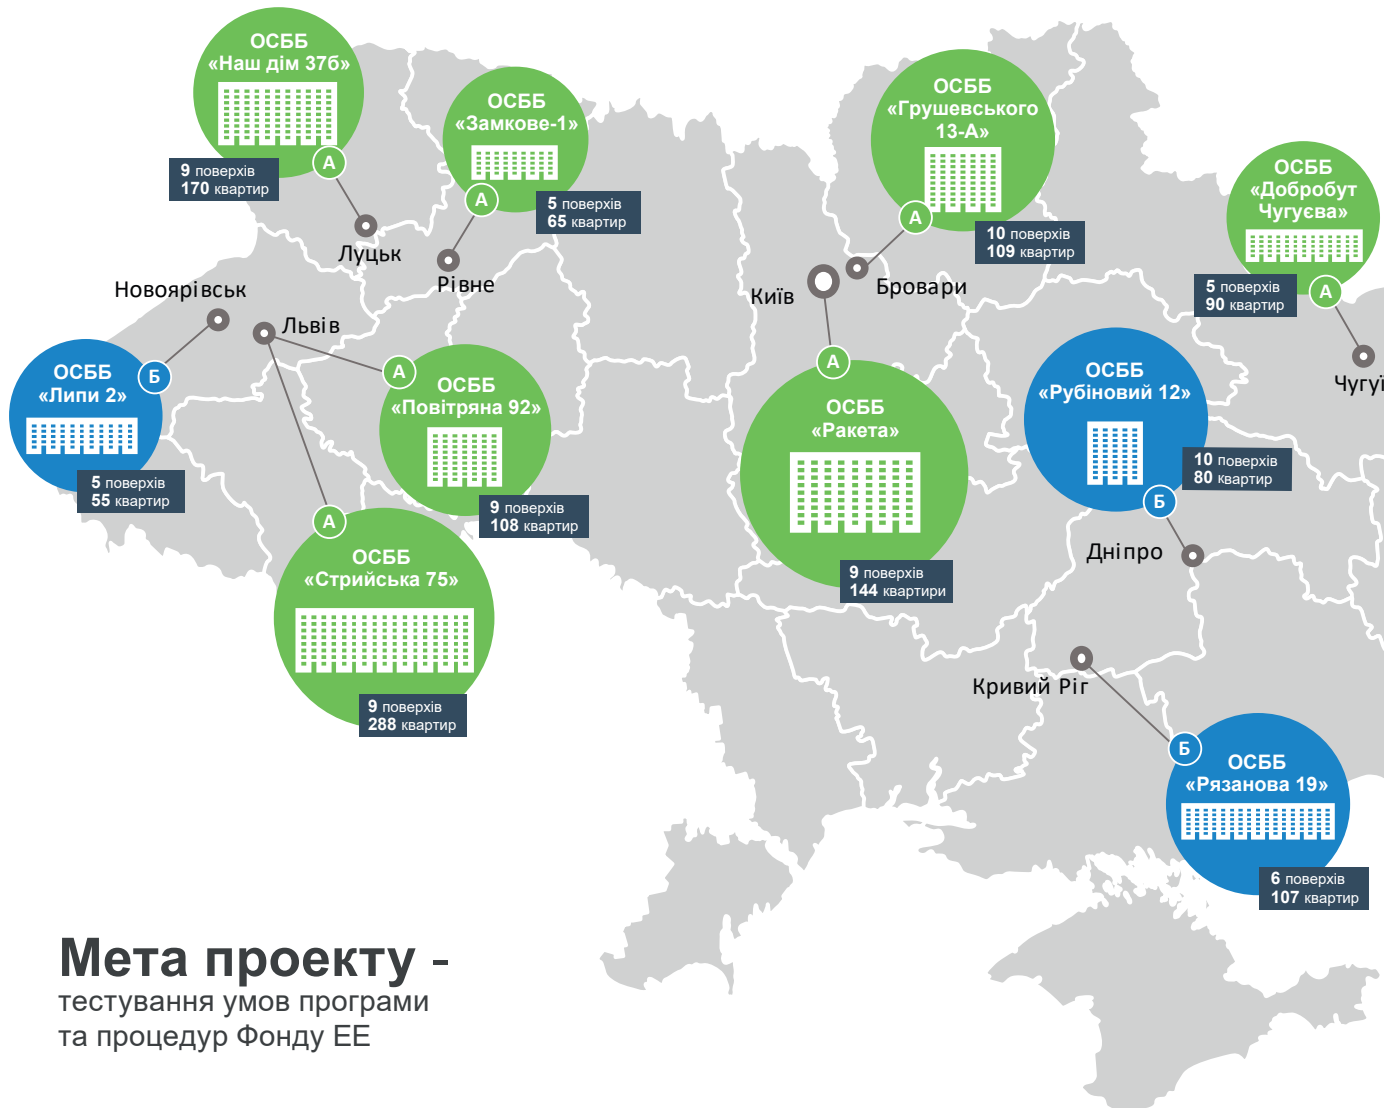 ОСББ
«Наш дім 37б»
А
9 поверхів
170 квартир
Луцьк
ОСББ
«Замкове-1»
А
5 поверхів
65 квартир
Рівне
ОСББ
«Грушевського
13-А»
А
10 поверхів
109 квартир
Бровари
Київ
ОСББ
«Добробут
Чугуєва»
А
5 поверхів
90 квартир
Чугуї
Новоярівськ
Львів
ОСББ
«Липи 2»
Б
5 поверхів
55 квартир
А
ОСББ
«Повітряна 92»
9 поверхів
108 квартир
А
ОСББ
«Стрийська 75»
9 поверхів
288 квартир
А
ОСББ
«Ракета»
9 поверхів
144 квартири
ОСББ
«Рубіновий 12»
10 поверхів
80 квартир
Б
Дніпро
Кривий Ріг
Б
ОСББ
«Рязанова 19»
6 поверхів
107 квартир
Мета проекту -
тестування умов програми
та процедур Фонду ЕЕ